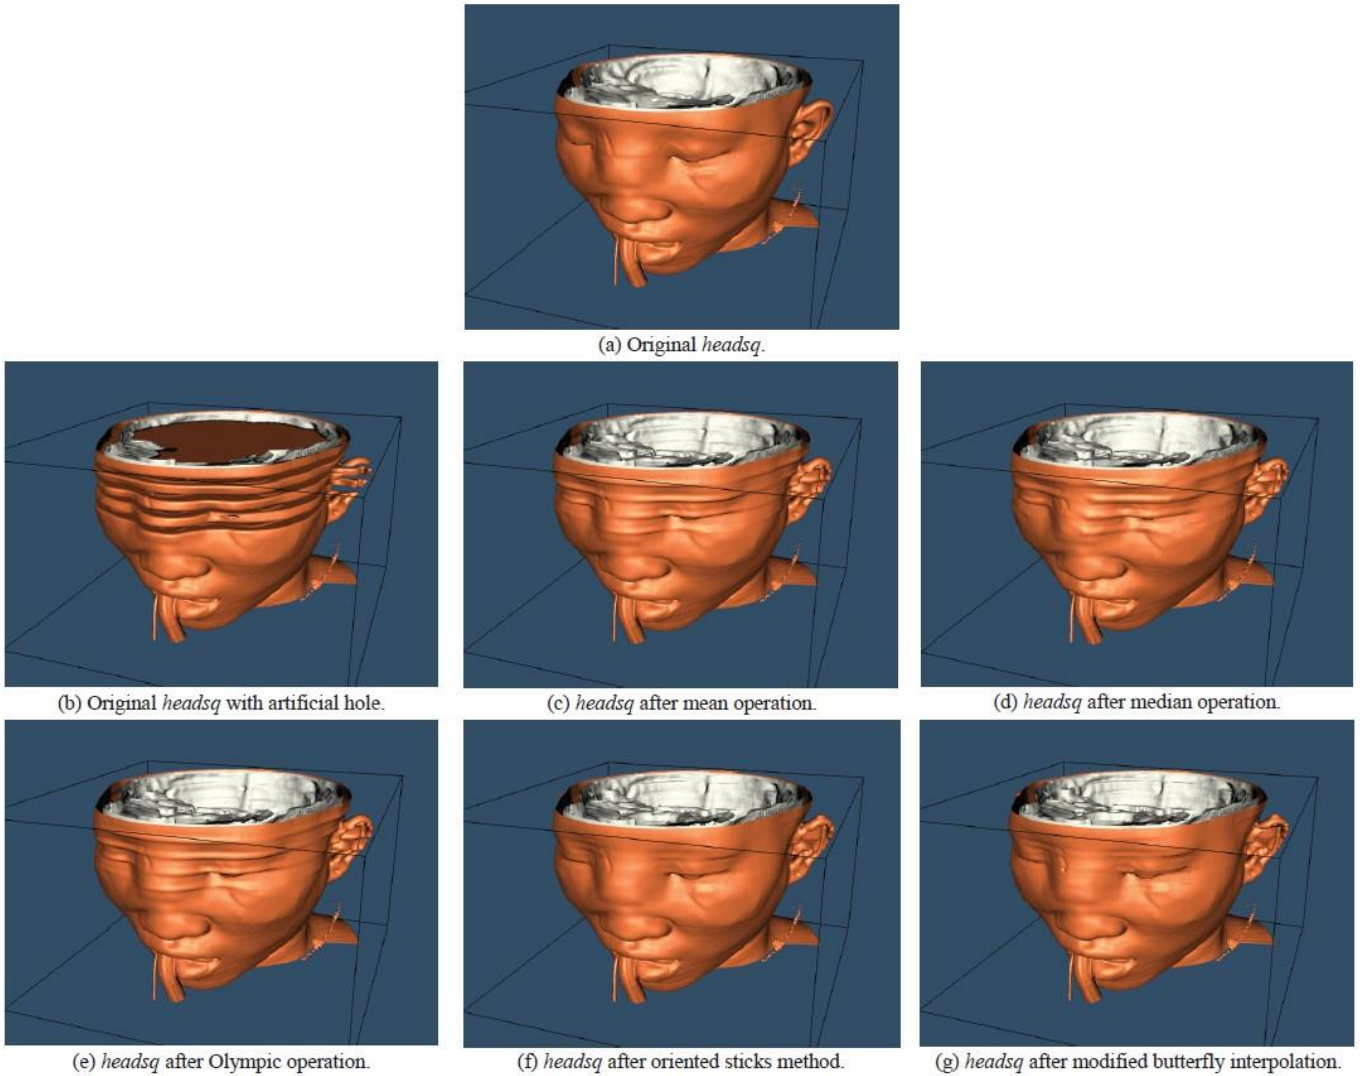 (a) Original headsq.
(b) Original headsq with artificial hole.
(c) headsq after mean operation.
(d) headsq after median operation.
(e) headsq after Olympic operation.
(f) headsq after oriented sticks method.
(g) headsq after modified butterfly interpolation.